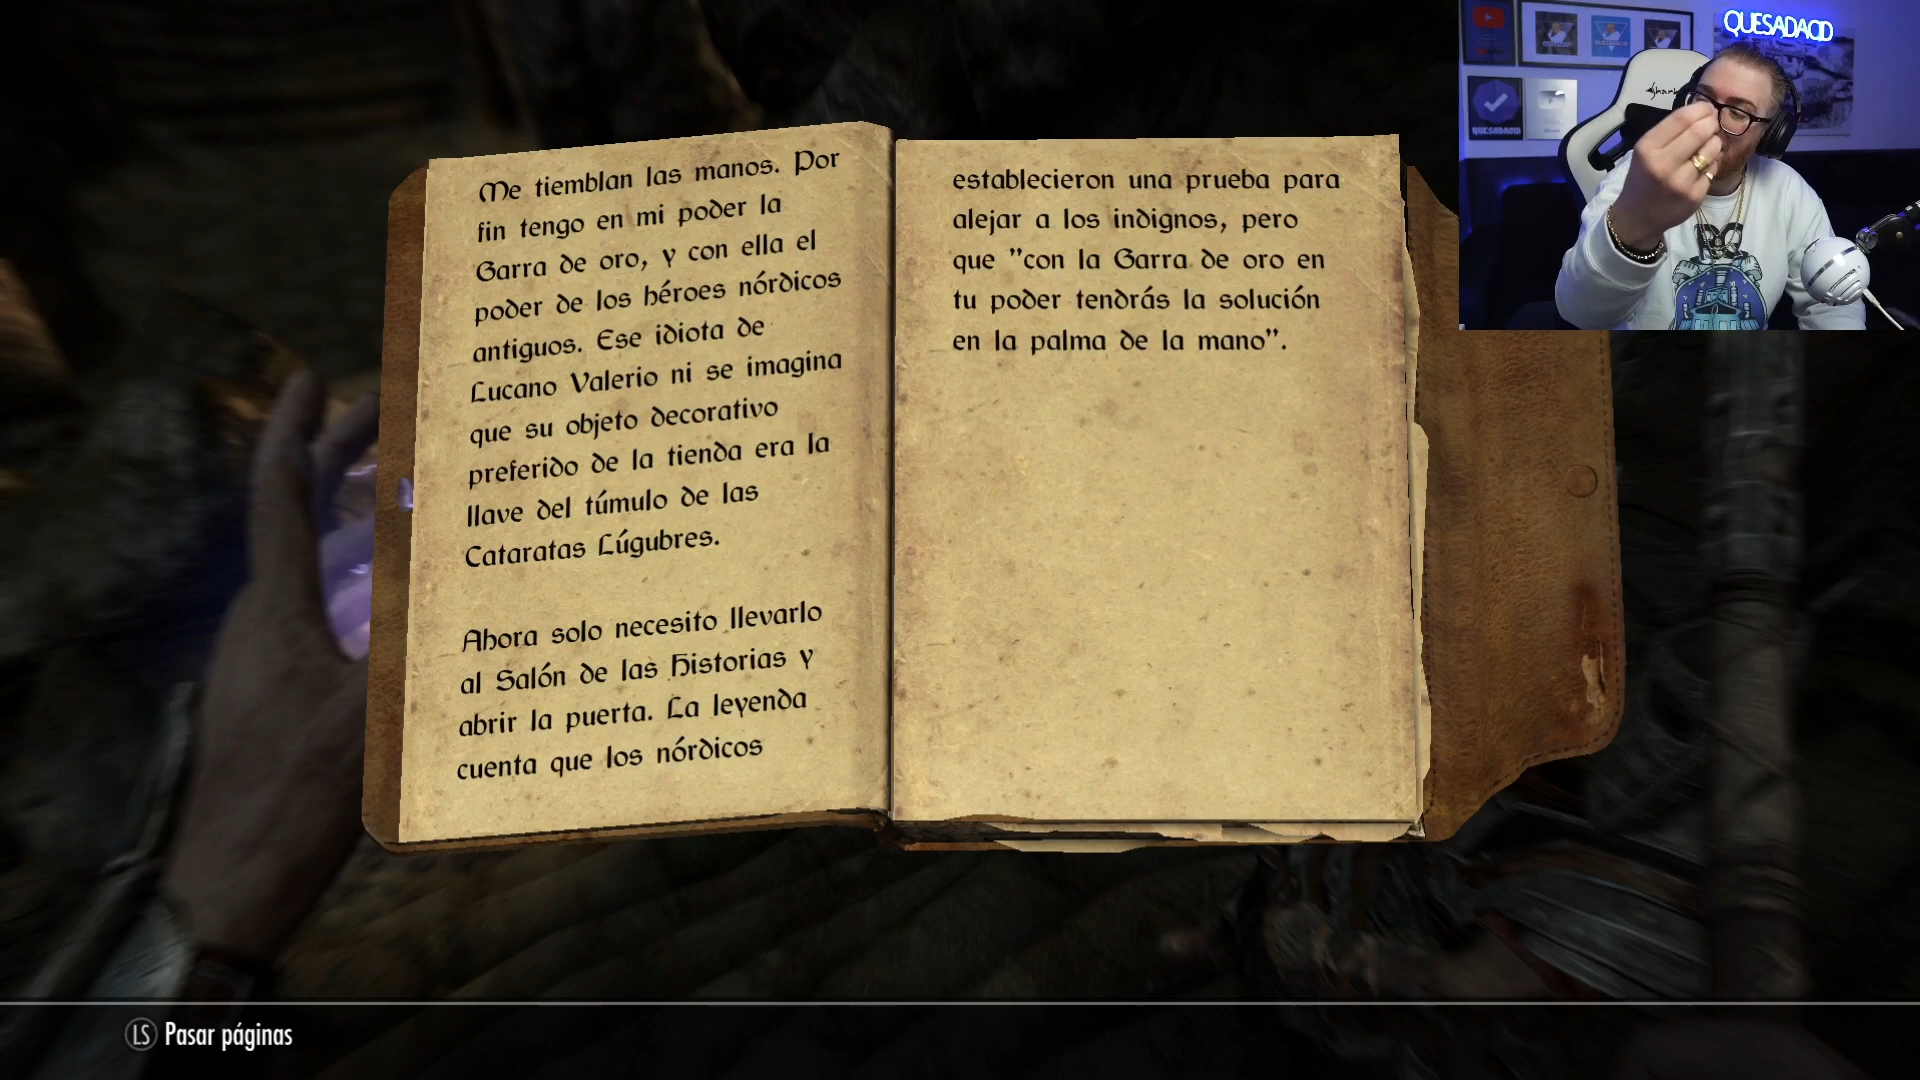 Me tiemblan las manos. Por
fin tengo en mi poder la
Garra de oro, y con ella el
poder de los héroes nórdicos
antiguos. Ese idiota de
Lucano Valerio ni se imagina
que su objeto decorativo
preferido de la tienda era la
llave del túmulo de las
Cataratas Lúgubres.
Ahora solo necesito llevarlo
al Salón de las Historias y
abrir la puerta. La leyenda
cuenta que los nórdicos
establecieron una prueba para
alejar a los indignos, pero
que "con la Garra de oro en
tu poder tendrás la solución
en la palma de la mano".
QUESADACID
QUESADACID
LS Pasar páginas